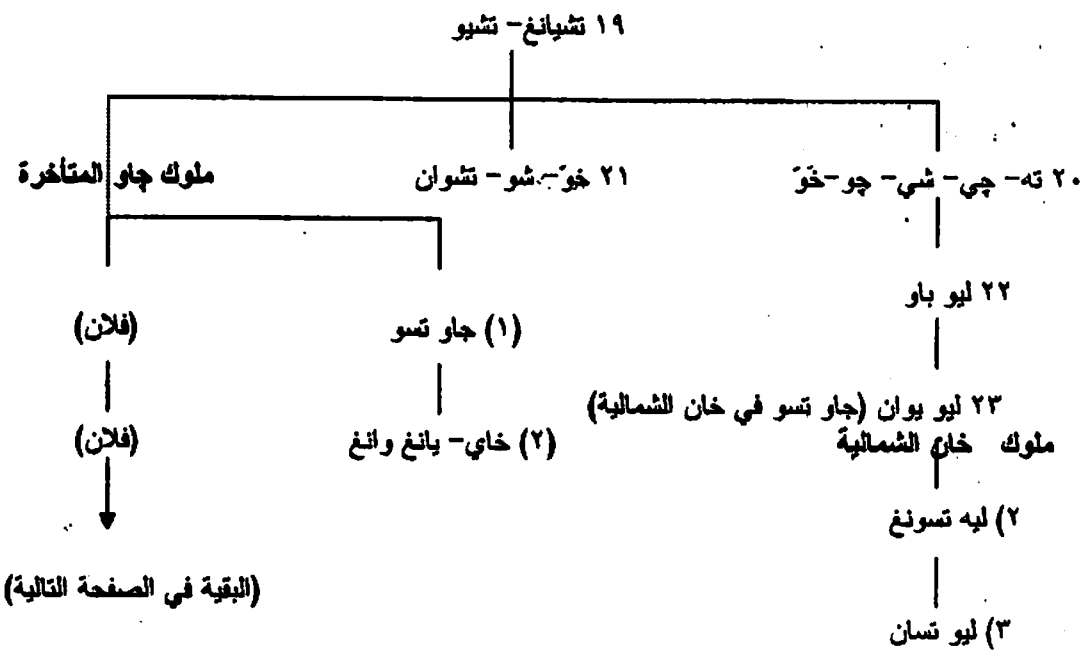 ١٩ تشيانغ- تشيو
٢٠ ته- چي- شي- چو-خَوّ
٢١ خوّ- شو- تشوان
ملوك جاو المتأخرة
٢٢ ليو باو
(١) جاو تسو
(فلان)
٢٣ ليو يوان (جاو تسو في خان الشمالية)
ملوك خان الشمالية
(٢) خاي- يانغ وانغ
(فلان)
٢) ليه تسونغ
(البقية في الصفحة التالية)
٣) ليو تسان